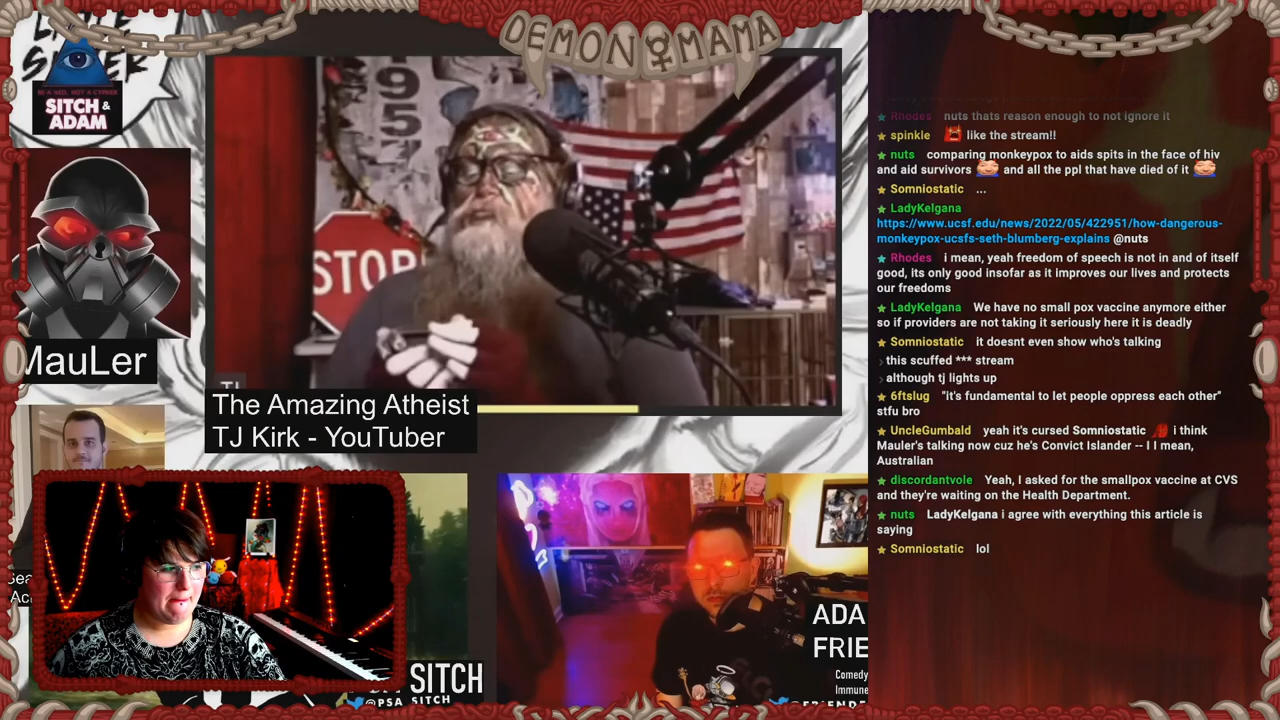 DEMON MAMA
BE A NED, NOT A CYPHER
SITCH &
ADAM
MauLer
1957
STOP
The Amazing Atheist
TJ Kirk - YouTuber
SITCH
@PSA_SITCH
ADA
FRIE
Comedy
Immune
Rhodes nuts thats reason enough to not ignore it
spinkle like the stream!!
nuts comparing monkeypox to aids spits in the face of hiv
and aid survivors and all the ppl that have died of it
Somniostatic ...
LadyKelgana
https://www.ucsf.edu/news/2022/05/422951/how-dangerous-
monkeypox-ucsfs-seth-blumberg-explains @nuts
Rhodes i mean, yeah freedom of speech is not in and of itself
good, its only good insofar as it improves our lives and protects
our freedoms
LadyKelgana We have no small pox vaccine anymore either
so if providers are not taking it seriously here it is deadly
Somniostatic it doesnt even show who's talking
this scuffed *** stream
although tj lights up
6ftslug "it's fundamental to let people oppress each other"
stfu bro
UncleGumbald yeah it's cursed Somniostatic i think
Mauler's talking now cuz he's Convict Islander -- I I mean,
Australian
discordantvole Yeah, I asked for the smallpox vaccine at CVS
and they're waiting on the Health Department.
nuts LadyKelgana i agree with everything this article is
saying
Somniostatic lol